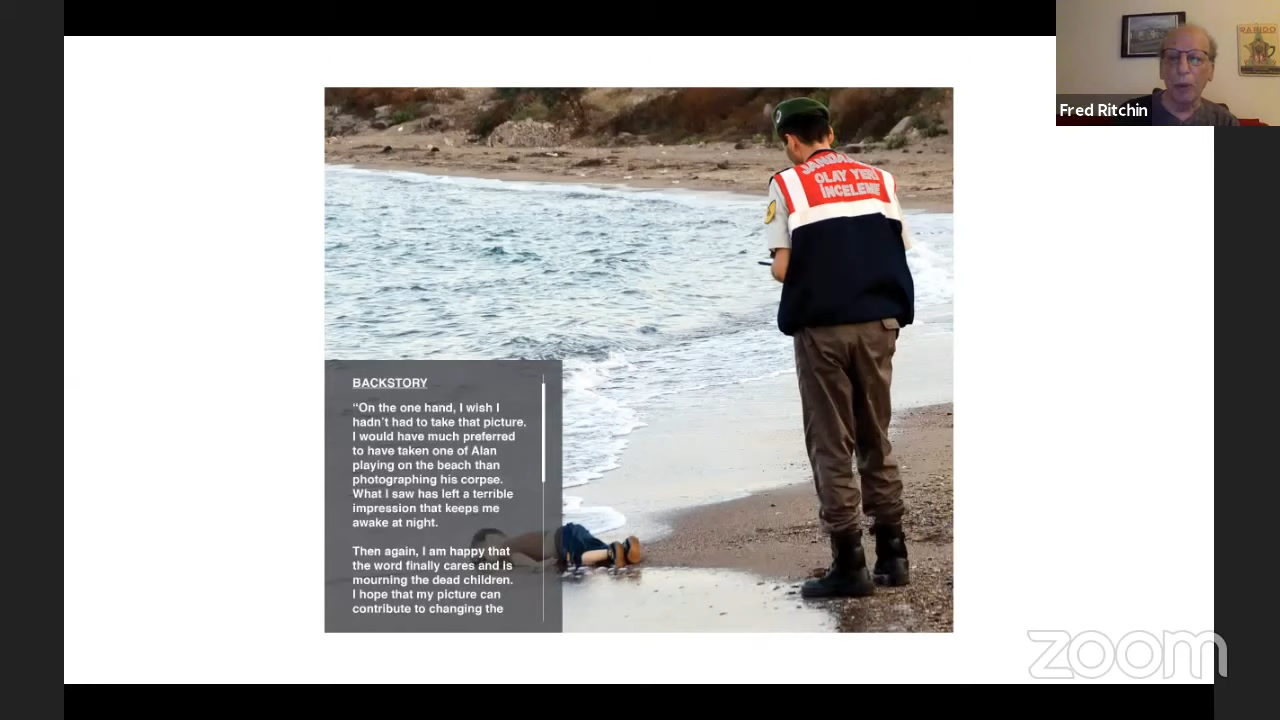 RAPIDO
Fred Ritchin
OLAY YERİ
İNCELEME
BACKSTORY
“On the one hand, I wish I
hadn't had to take that picture.
I would have much preferred
to have taken one of Alan
playing on the beach than
photographing his corpse.
What I saw has left a terrible
impression that keeps me
awake at night.
Then again, I am happy that
the word finally cares and is
mourning the dead children.
I hope that my picture can
contribute to changing the
zoom